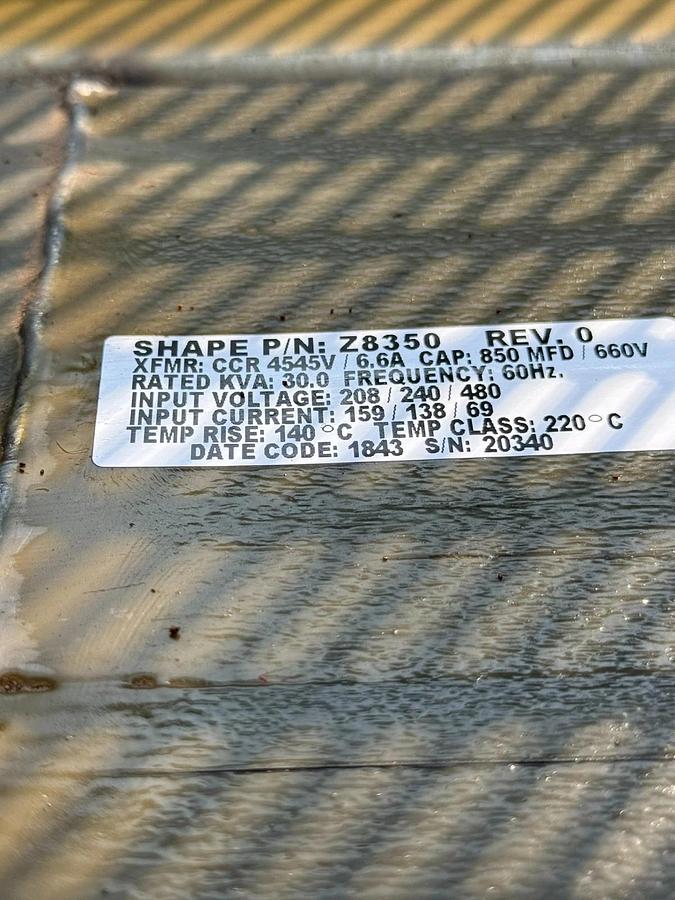 SHAPE P/N: Z8350 REV. 0
XFMR: CCR 4545V / 6.6A CAP: 850 MFD / 660V
RATED KVA: 30.0 FREQUENCY: 60Hz.
INPUT VOLTAGE: 208 / 240 / 480
INPUT CURRENT: 159 / 138 / 69
TEMP RISE: 140 °C TEMP CLASS: 220 °C
DATE CODE: 1843 S/N: 20340